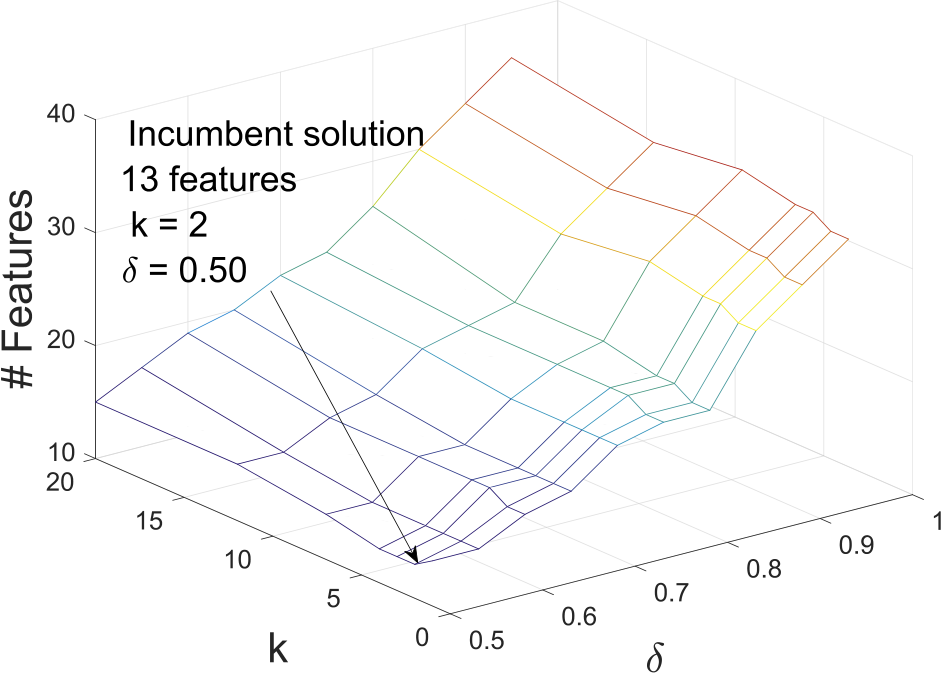 40
Incumbent solution
13 features
k = 2
δ = 0.50
30
20
10
# Features
20
15
10
5
0
k
0.5
0.6
0.7
0.8
0.9
1
δ